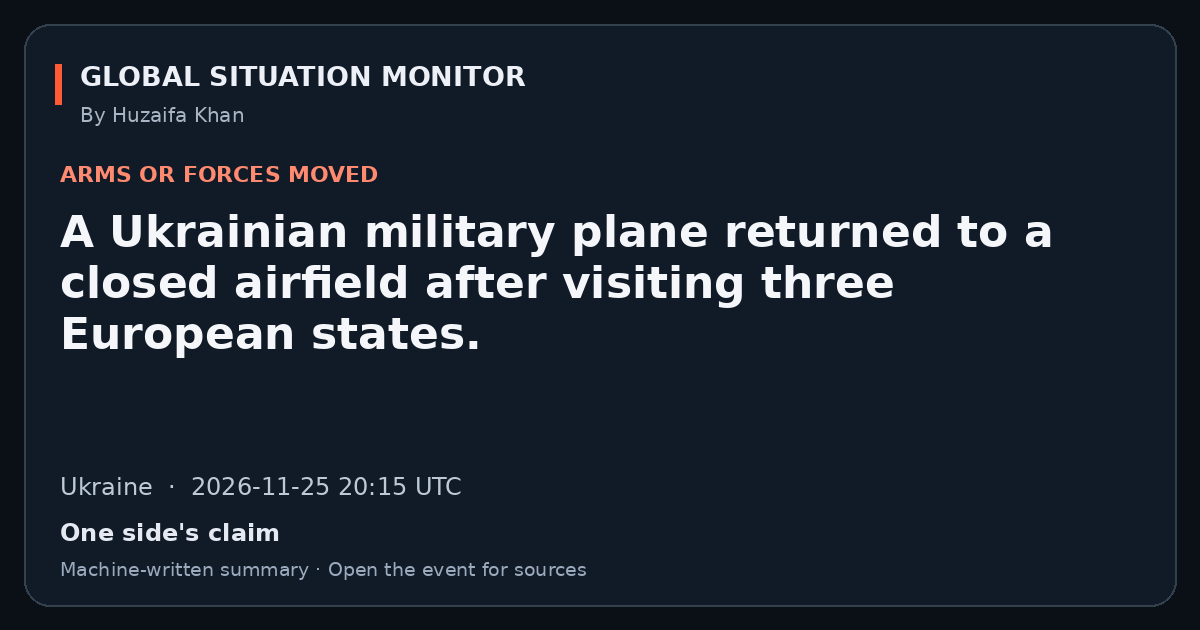 GLOBAL SITUATION MONITOR
By Huzaifa Khan
ARMS OR FORCES MOVED
A Ukrainian military plane returned to a
closed airfield after visiting three
European states.
Ukraine · 2026-11-25 20:15 UTC
One side's claim
Machine-written summary · Open the event for sources